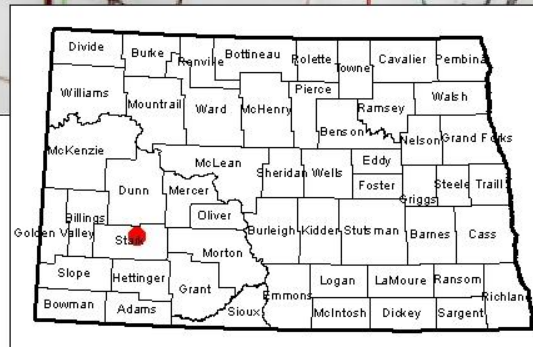 Divide
Burke
Renville
Bottineau
Rolette
Towne
Cavalier
Pembina
Williams
Mountrail
Ward
McHenry
Pierce
Ramsey
Walsh
Benson
Nelson
Grand Forks
McKenzie
McLean
Sheridan
Wells
Eddy
Foster
Griggs
Steele
Traill
Dunn
Mercer
Oliver
Billings
Golden Valley
Stark
Morton
Burleigh
Kidder
Stutsman
Barnes
Cass
Slope
Hettinger
Grant
Sioux
Emmons
Logan
LaMoure
Ransom
Richlan
Bowman
Adams
McIntosh
Dickey
Sargent